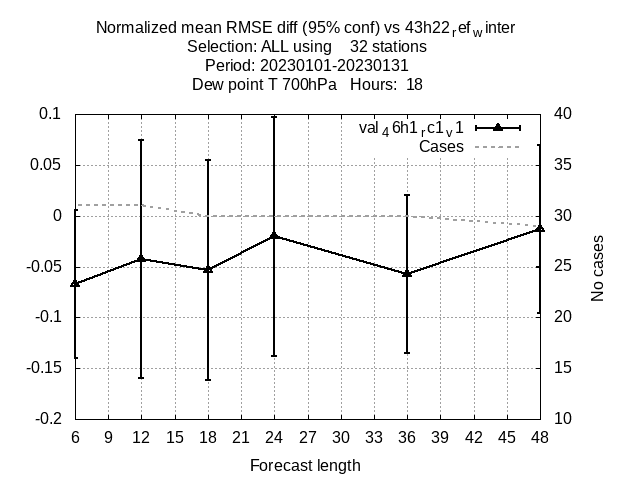 Normalized mean RMSE diff (95% conf) vs 43h22ref_winter
Selection: ALL using 32 stations
Period: 20230101-20230131
Dew point T 700hPa Hours: 18
val_46h1_rc1_v1
Cases
0.1
0.05
0
-0.05
-0.1
-0.15
-0.2
40
35
30
25
20
15
10
No cases
6 9 12 15 18 21 24 27 30 33 36 39 42 45 48
Forecast length